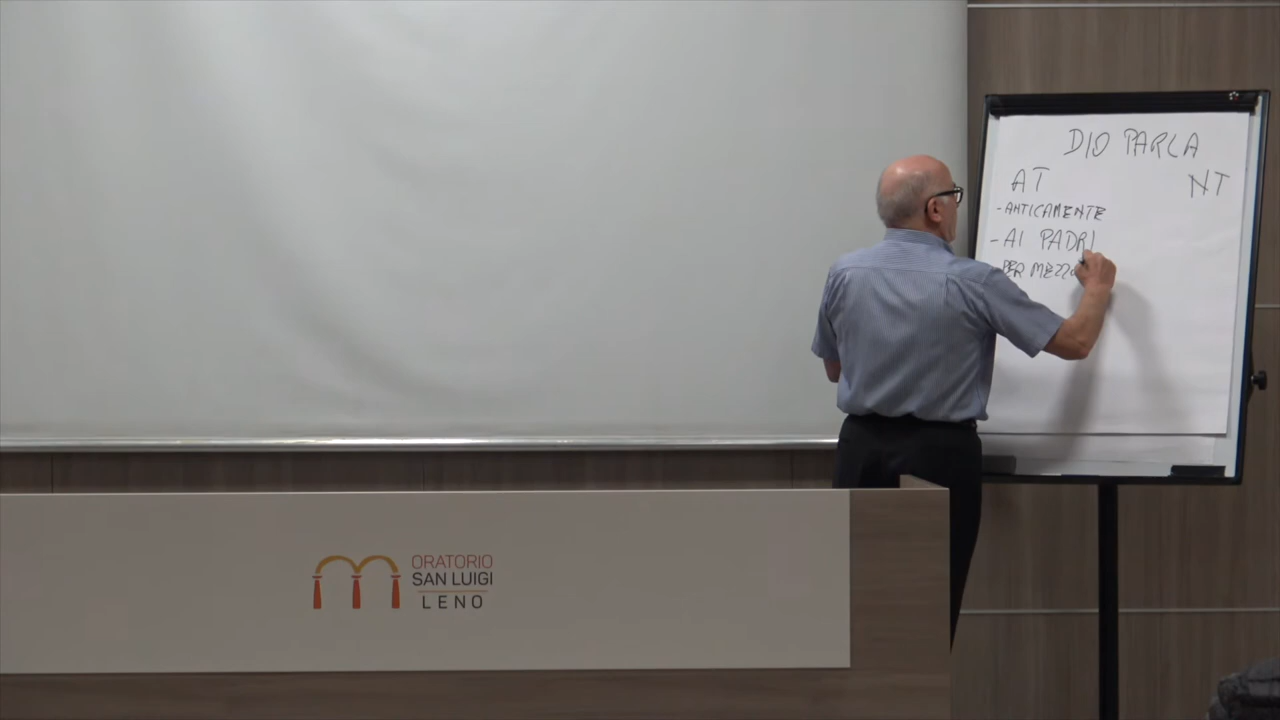 DIO PARLA
AT NT
- ANTICAMENTE
- AI PADRI
PER MEZZO
ORATORIO
SAN LUIGI
LENO